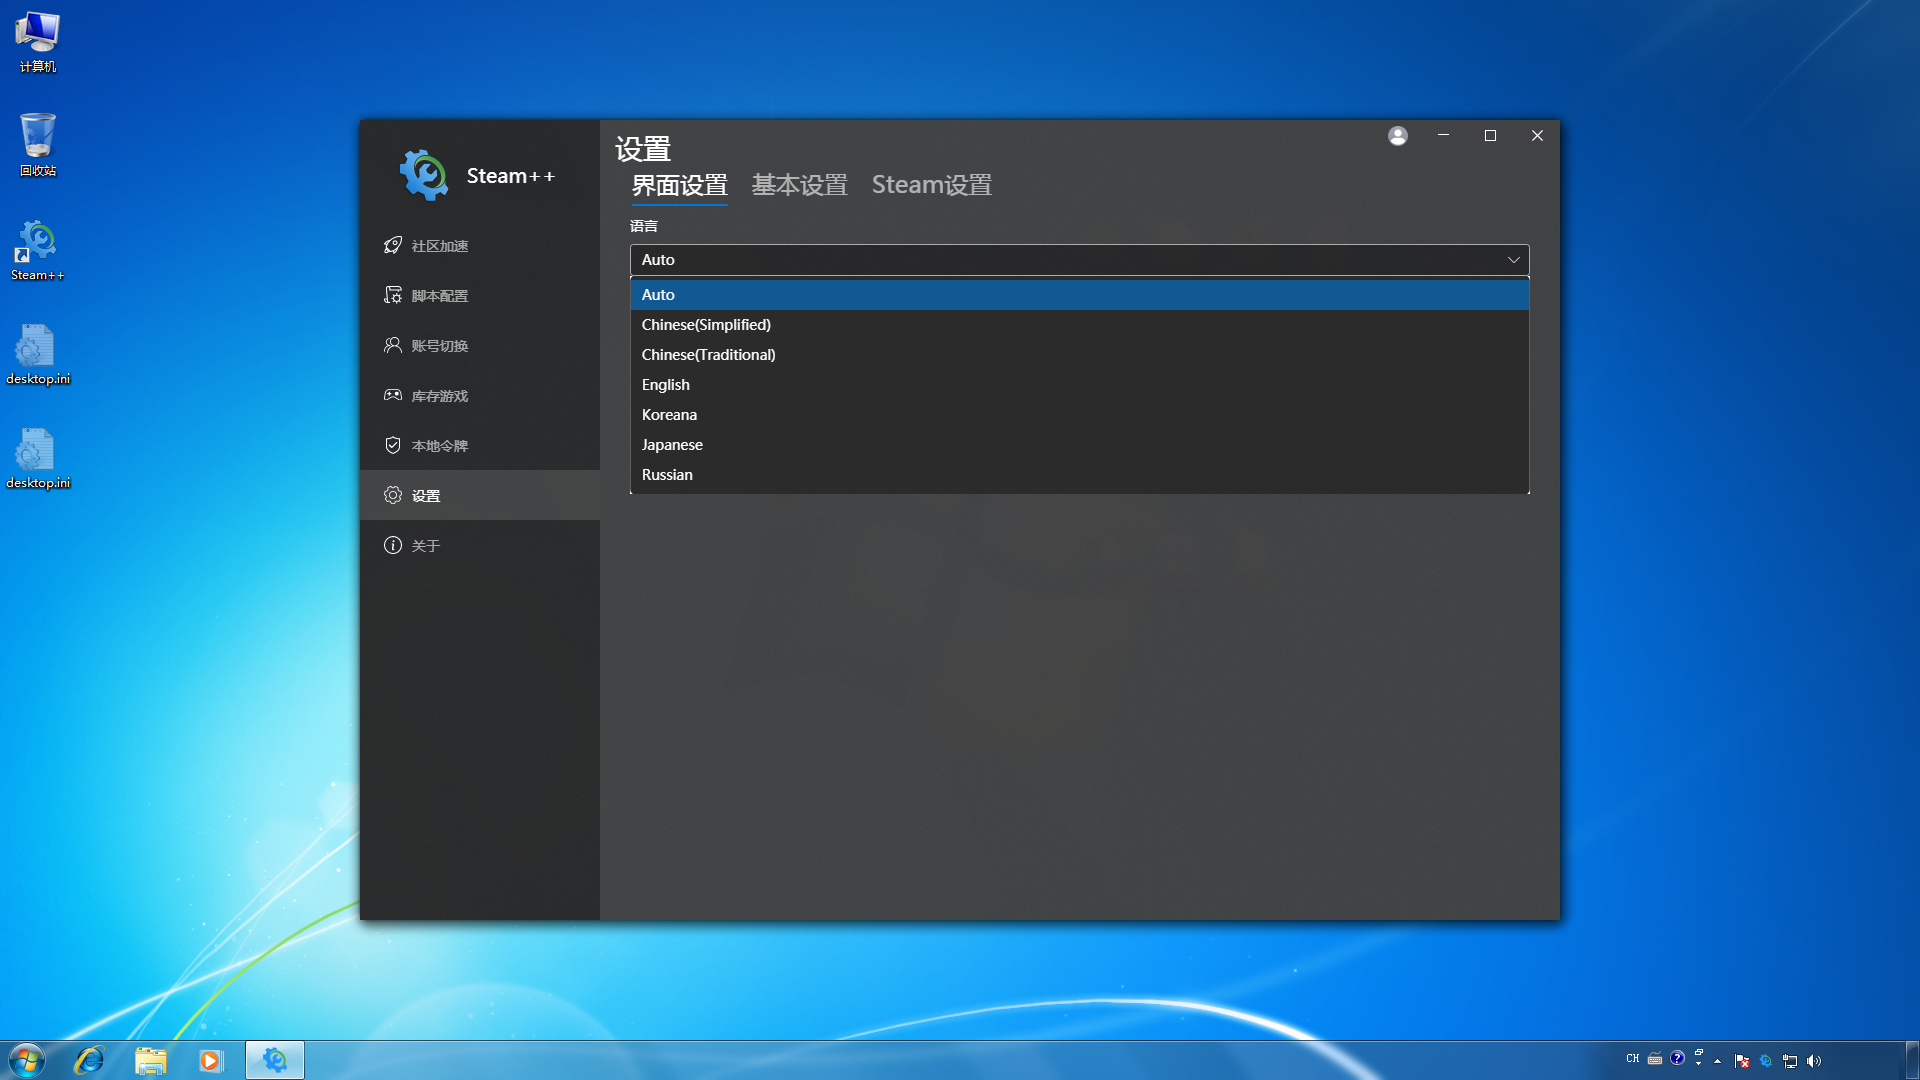 计算机
回收站
Steam++
desktop.ini
desktop.ini
Steam++
社区加速
脚本配置
账号切换
库存游戏
本地令牌
设置
关于
设置
界面设置 基本设置 Steam设置
语言
Auto
Auto
Chinese(Simplified)
Chinese(Traditional)
English
Koreana
Japanese
Russian
CH